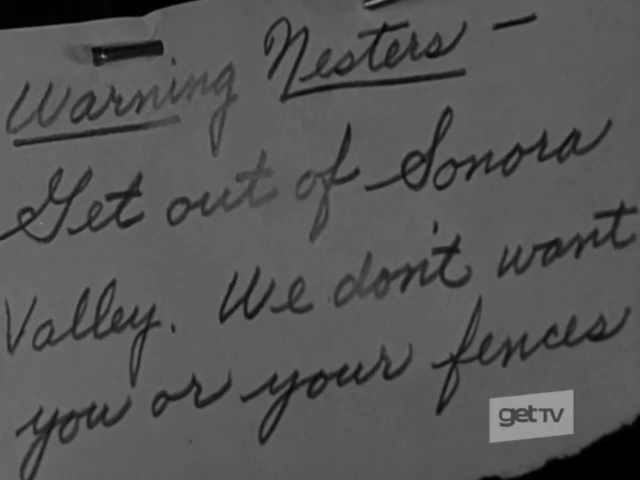 Warning Nesters —
Get out of Sonora
Valley. We don't want
you or your fences
getTV